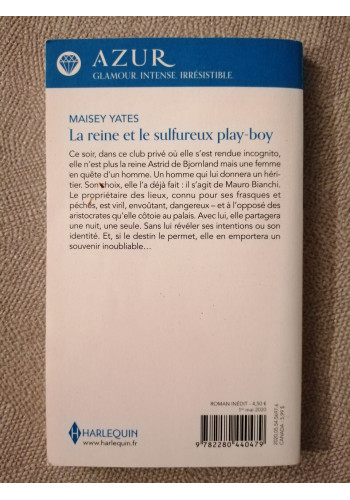 AZUR
GLAMOUR. INTENSE. IRRÉSISTIBLE.
MAISEY YATES
La reine et le sulfureux play-boy
Ce soir, dans ce club privé où elle s'est rendue incognito,
elle n'est plus la reine Astrid de Bjornland mais une femme
en quête d'un homme. Un homme qui lui donnera un héri-
tier. Son choix, elle l'a déjà fait : il s'agit de Mauro Bianchi.
Le propriétaire des lieux, connu pour ses frasques et
péchés, est viril, envoûtant, dangereux – et à l'opposé des
aristocrates qu'elle côtoie au palais. Avec lui, elle partagera
une nuit, une seule. Sans lui révéler ses intentions ou son
identité. Et, si le destin le permet, elle en emportera un
souvenir inoubliable…
ROMAN INÉDIT - 4,50 €
1er mai 2020
HARLEQUIN
www.harlequin.fr
9 782280 440479